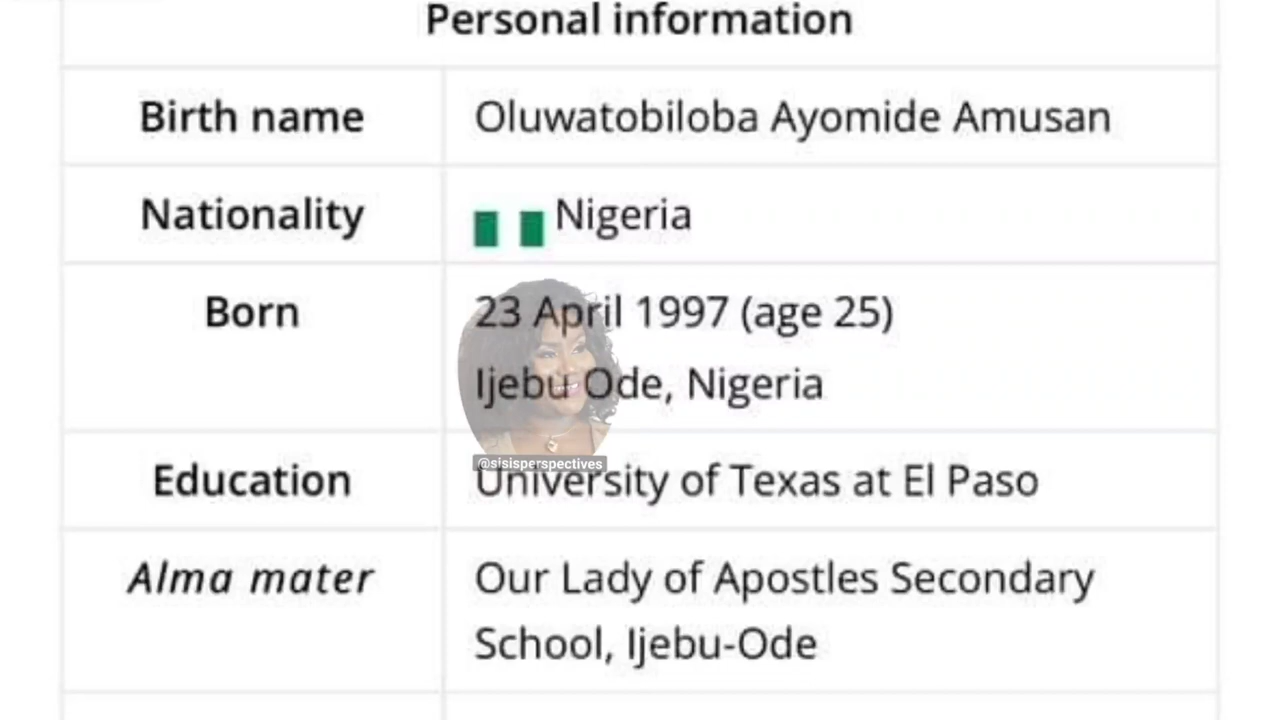 Personal information
Birth name
Oluwatobiloba Ayomide Amusan
Nationality
Nigeria
Born
23 April 1997 (age 25)
Ijebu Ode, Nigeria
@sisisperspectives
Education
University of Texas at El Paso
Alma mater
Our Lady of Apostles Secondary
School, Ijebu-Ode